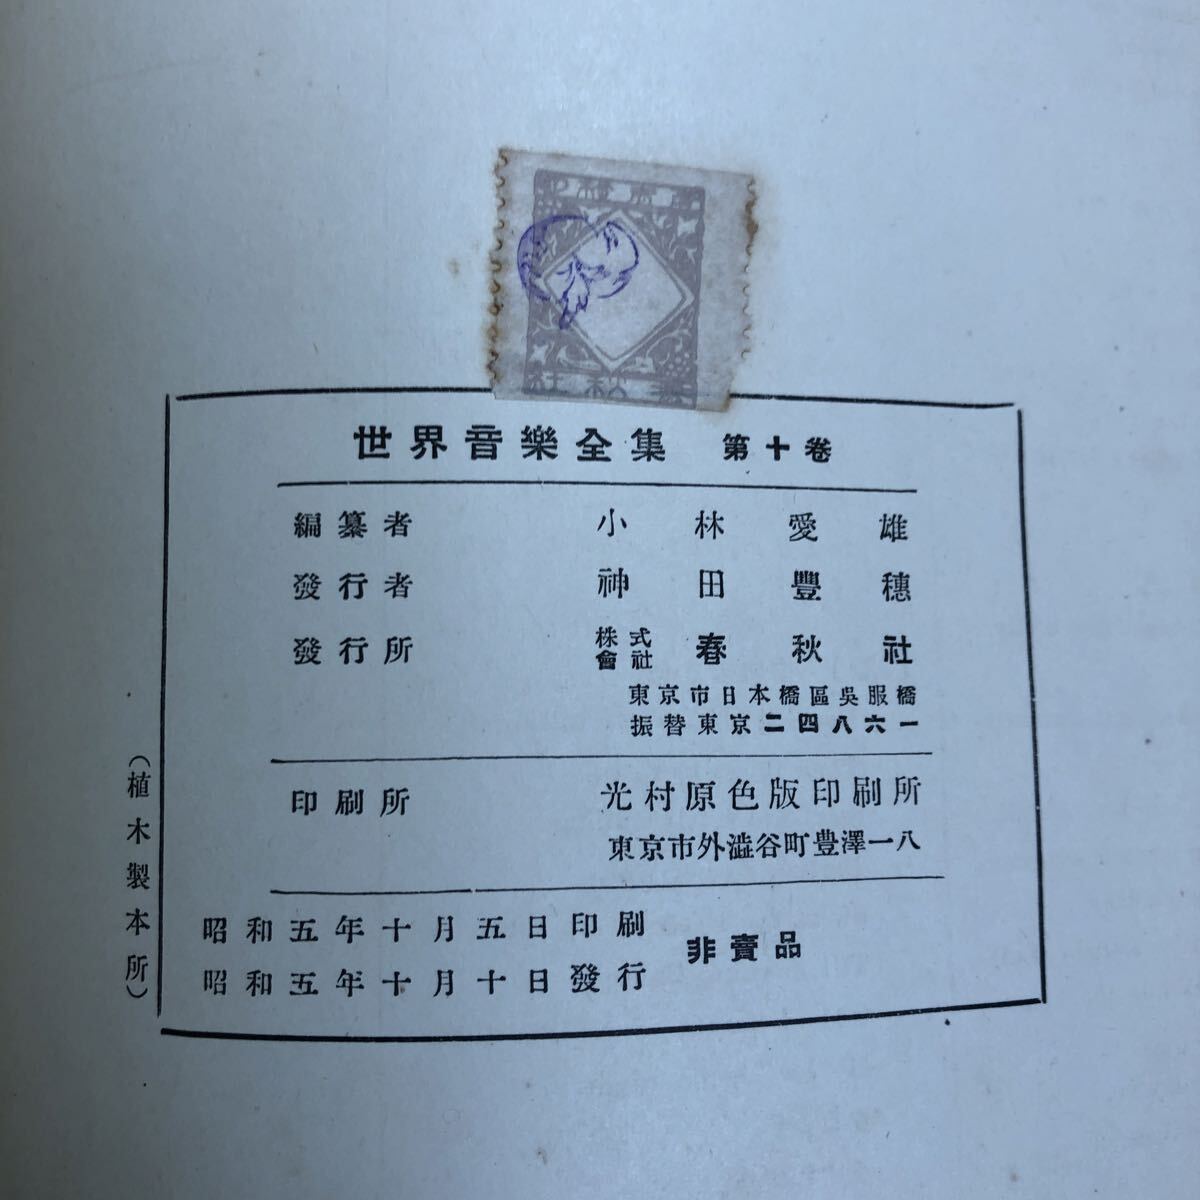 世界音樂全集 第十卷
編纂者 小林愛雄
發行者 神田豐穗
發行所 株式會社 春秋社
東京市日本橋區吳服橋
振替東京二四八六一
印刷所 光村原色版印刷所
東京市外澁谷町豊澤一八
昭和五年十月五日印刷
昭和五年十月十日發行
非賣品
（植木製本所）